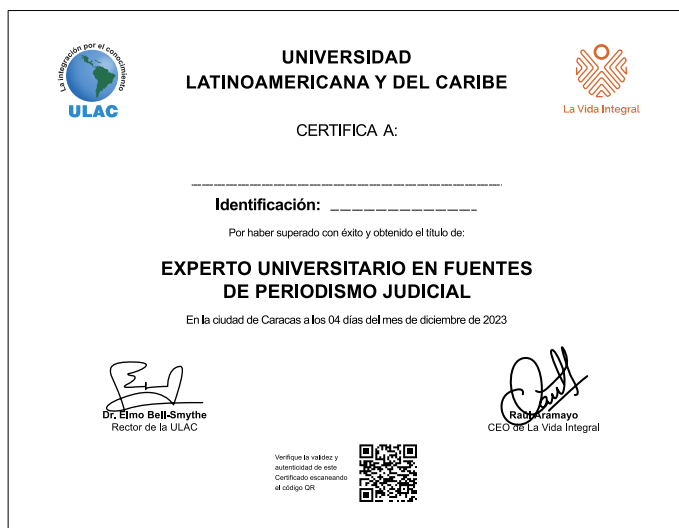 La integración por el conocimiento
ULAC
UNIVERSIDAD
LATINOAMERICANA Y DEL CARIBE
La Vida Integral
CERTIFICA A:
Identificación:
Por haber superado con éxito y obtenido el título de:
EXPERTO UNIVERSITARIO EN FUENTES
DE PERIODISMO JUDICIAL
En la ciudad de Caracas a los 04 días del mes de diciembre de 2023
Dr. Elmo Bell-Smythe
Rector de la ULAC
Raúl Aramayo
CEO de La Vida Integral
Verifique la validez y
autenticidad de este
Certificado escaneando
el código QR